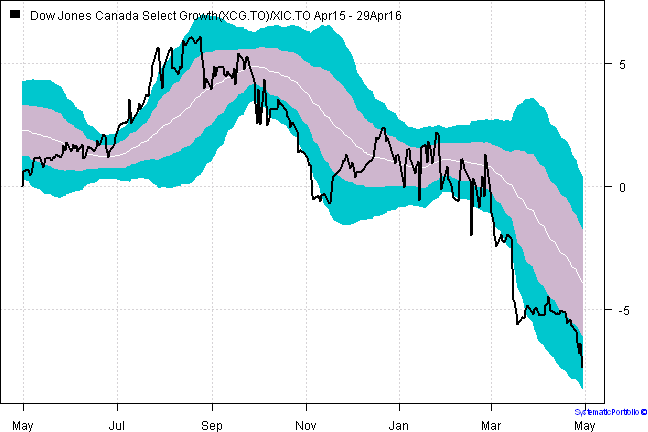 Dow Jones Canada Select Growth(XCG.TO)/XIC.TO Apr15 - 29Apr16
5
0
-5
May Jul Sep Nov Jan Mar May
SystematicPortfolio ©